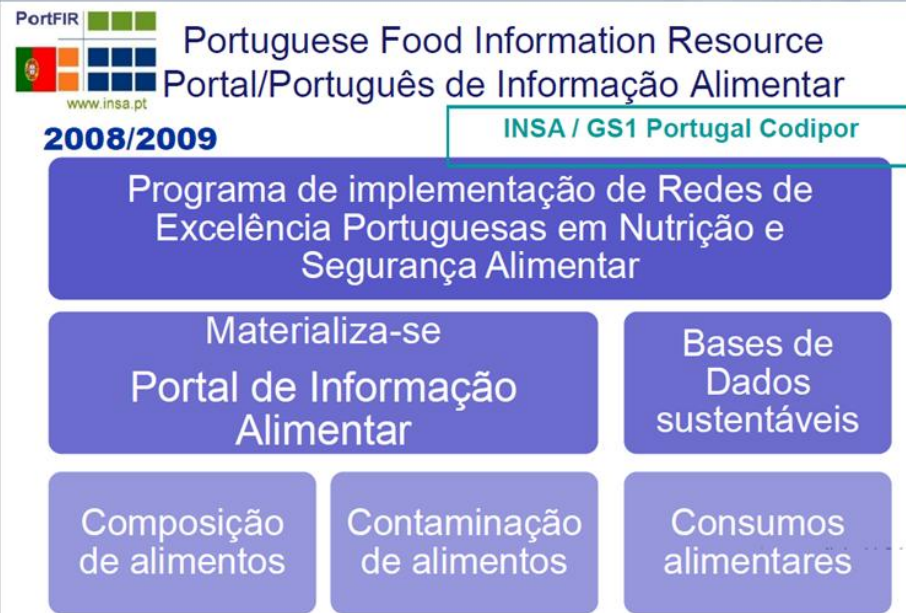 PortFIR
www.insa.pt
Portuguese Food Information Resource
Portal/Português de Informação Alimentar
2008/2009
INSA / GS1 Portugal Codipor
Programa de implementação de Redes de
Excelência Portuguesas em Nutrição e
Segurança Alimentar
Materializa-se
Portal de Informação
Alimentar
Bases de
Dados
sustentáveis
Composição
de alimentos
Contaminação
de alimentos
Consumos
alimentares